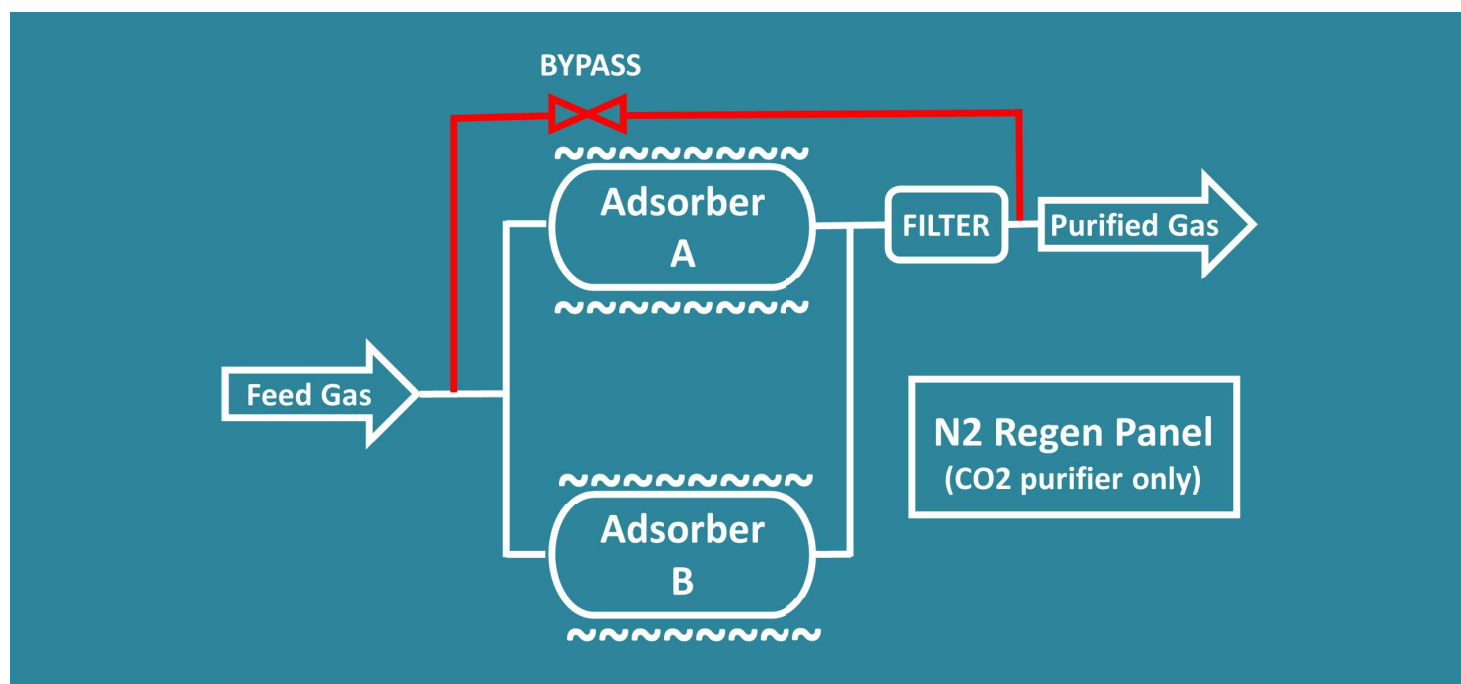 BYPASS
Adsorber
A
FILTER
Purified Gas
Feed Gas
N2 Regen Panel
(CO2 purifier only)
Adsorber
B